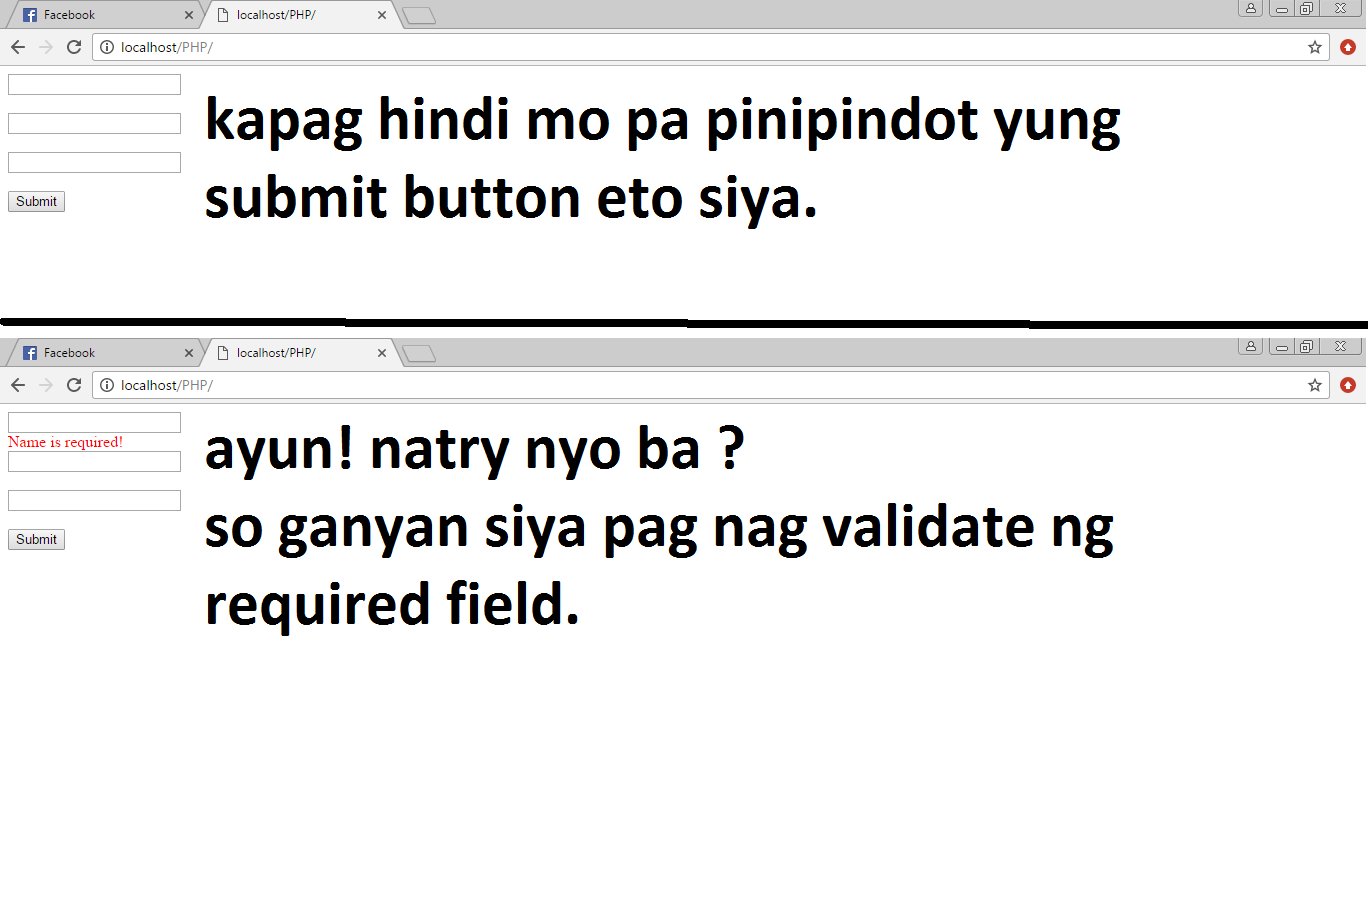 Facebook
localhost/PHP/
localhost/PHP/
kapag hindi mo pa pinipindot yung
submit button eto siya.
Submit
Facebook
localhost/PHP/
localhost/PHP/
Name is required!
ayun! natry nyo ba ?
so ganyan siya pag nag validate ng
required field.
Submit